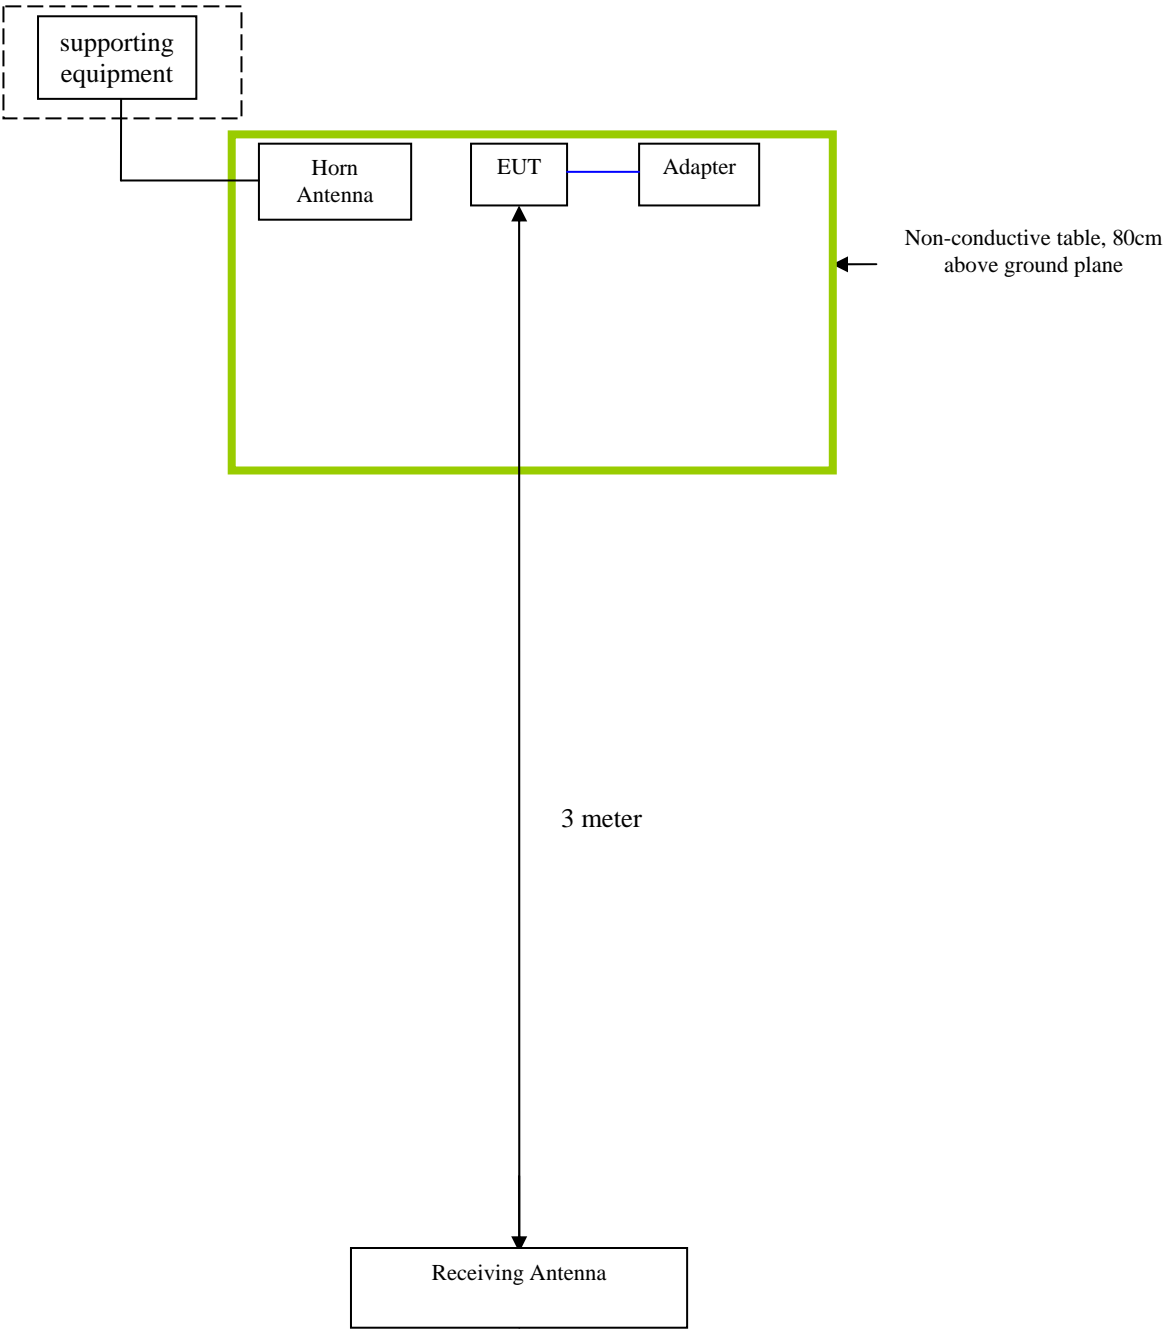 supporting
equipment
Horn
Antenna
EUT
Adapter
Non-conductive table, 80cm
above ground plane
3 meter
Receiving Antenna